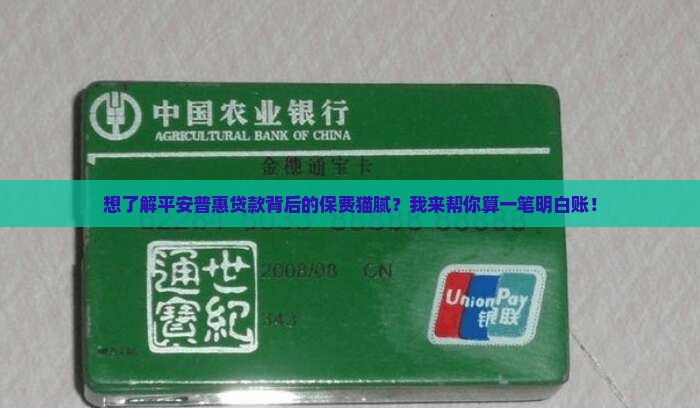 中国农业银行
AGRICULTURAL BANK OF CHINA
金穗通宝卡
想了解平安普惠贷款背后的保费猫腻？我来帮你算一笔明白账！
2008/08 CN
世纪
通寶
343
UnionPay
银联